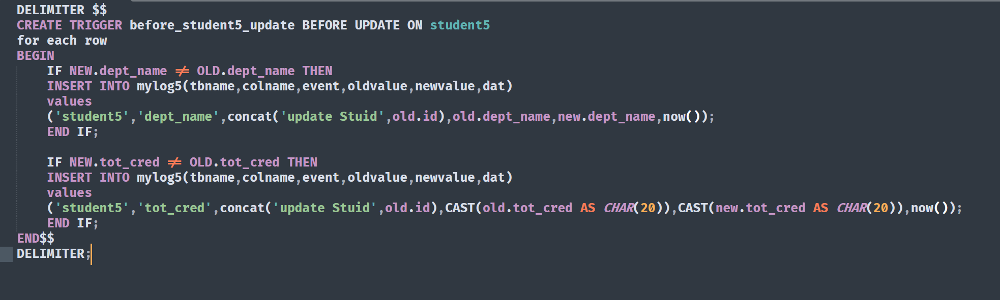 DELIMITER $$
CREATE TRIGGER before_student5_update BEFORE UPDATE ON student5
for each row
BEGIN
    IF NEW.dept_name != OLD.dept_name THEN
    INSERT INTO mylog5(tbname,colname,event,oldvalue,newvalue,dat)
    values
    ('student5','dept_name',concat('update Stuid',old.id),old.dept_name,new.dept_name,now());
    END IF;

    IF NEW.tot_cred != OLD.tot_cred THEN
    INSERT INTO mylog5(tbname,colname,event,oldvalue,newvalue,dat)
    values
    ('student5','tot_cred',concat('update Stuid',old.id),CAST(old.tot_cred AS CHAR(20)),CAST(new.tot_cred AS CHAR(20)),now());
    END IF;
END$$
DELIMITER;